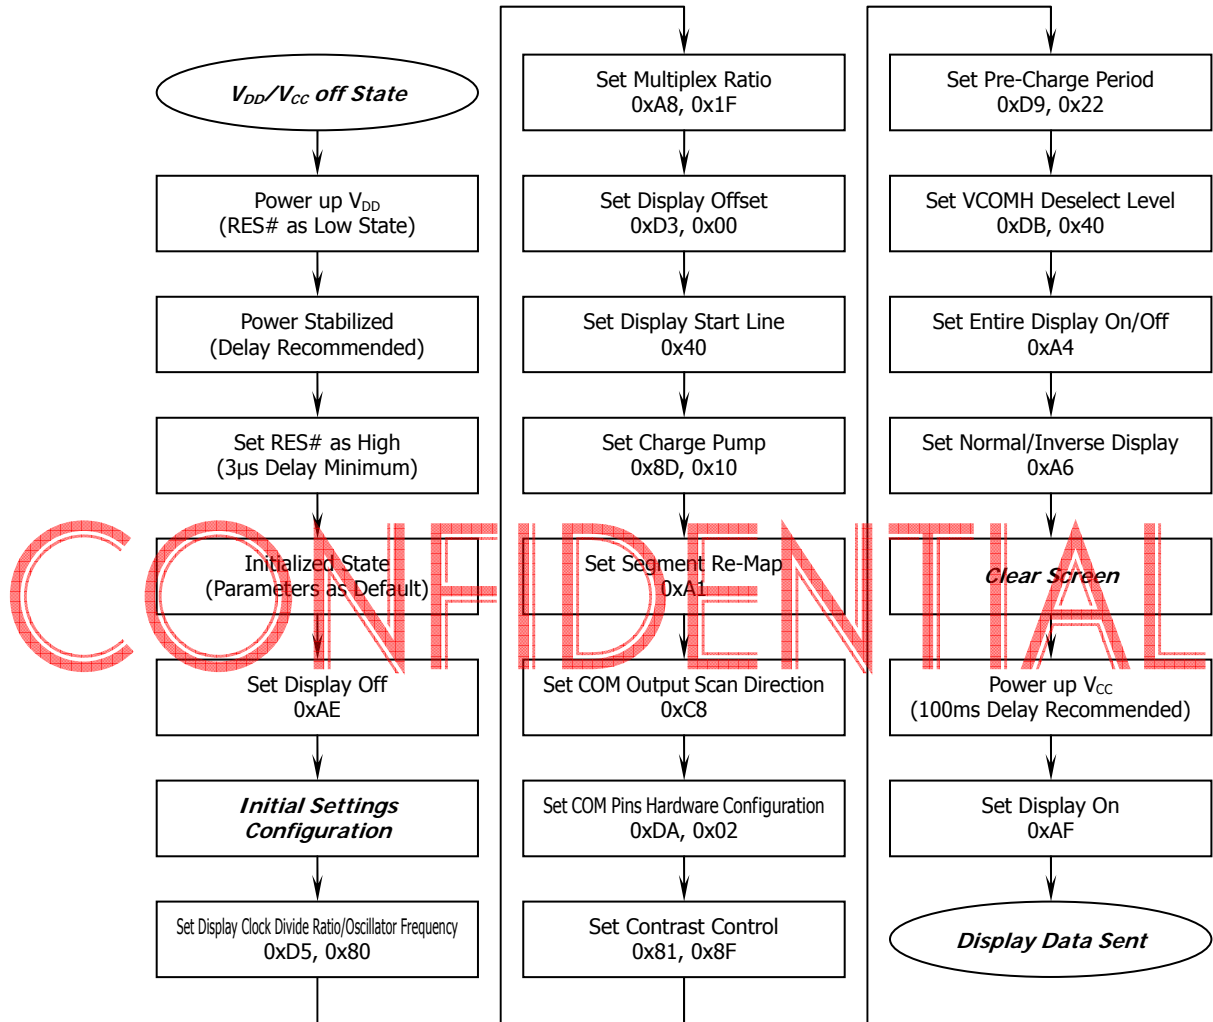 V_DD/V_CC off State
Power up V_DD
(RES# as Low State)
Power Stabilized
(Delay Recommended)
Set RES# as High
(3μs Delay Minimum)
Initialized State
(Parameters as Default)
Set Display Off
0xAE
Initial Settings
Configuration
Set Display Clock Divide Ratio/Oscillator Frequency
0xD5, 0x80
Set Multiplex Ratio
0xA8, 0x1F
Set Display Offset
0xD3, 0x00
Set Display Start Line
0x40
Set Charge Pump
0x8D, 0x10
Set Segment Re-Map
0xA1
Set COM Output Scan Direction
0xC8
Set COM Pins Hardware Configuration
0xDA, 0x02
Set Contrast Control
0x81, 0x8F
Set Pre-Charge Period
0xD9, 0x22
Set VCOMH Deselect Level
0xDB, 0x40
Set Entire Display On/Off
0xA4
Set Normal/Inverse Display
0xA6
Clear Screen
Power up V_CC
(100ms Delay Recommended)
Set Display On
0xAF
Display Data Sent
CONFIDENTIAL